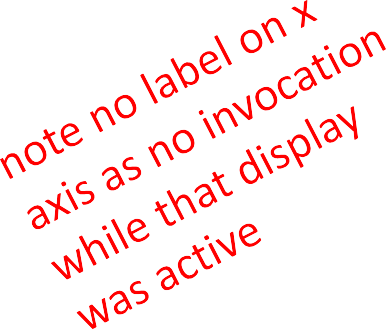 note no label on x
axis as no invocation
while that display
was active